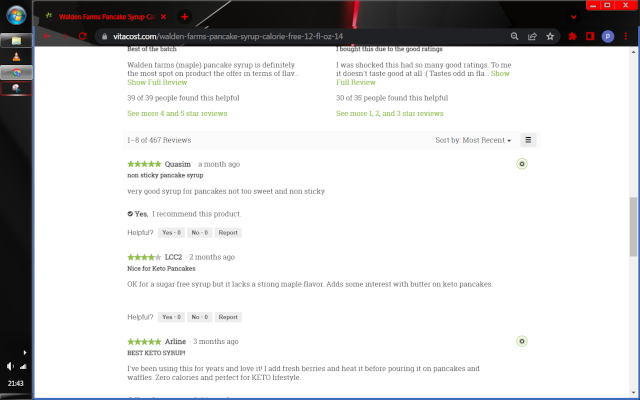 Walden Farms Pancake Syrup Cal
vitacost.com/walden-farms-pancake-syrup-calorie-free-12-fl-oz-14
P
Best of the batch
I bought this due to the good ratings
Walden farms (maple) pancake syrup is definitely
the most spot on product the offer in terms of flav...
Show Full Review
I was shocked this had so many good ratings. To me
it doesn't taste good at all :( Tastes odd in fla... Show
Full Review
39 of 39 people found this helpful
30 of 35 people found this helpful
See more 4 and 5 star reviews
See more 1, 2, and 3 star reviews
1–8 of 467 Reviews
Sort by: Most Recent
Quasim · a month ago
non sticky pancake syrup
very good syrup for pancakes not too sweet and non sticky
Yes, I recommend this product.
Helpful? Yes · 0 No · 0 Report
LCC2 · 2 months ago
Nice for Keto Pancakes
OK for a sugar free syrup but it lacks a strong maple flavor. Adds some interest with butter on keto pancakes.
Helpful? Yes · 0 No · 0 Report
Arline · 3 months ago
BEST KETO SYRUP!
I've been using this for years and love it! I add fresh berries and heat it before pouring it on pancakes and
waffles. Zero calories and perfect for KETO lifestyle.
21:43